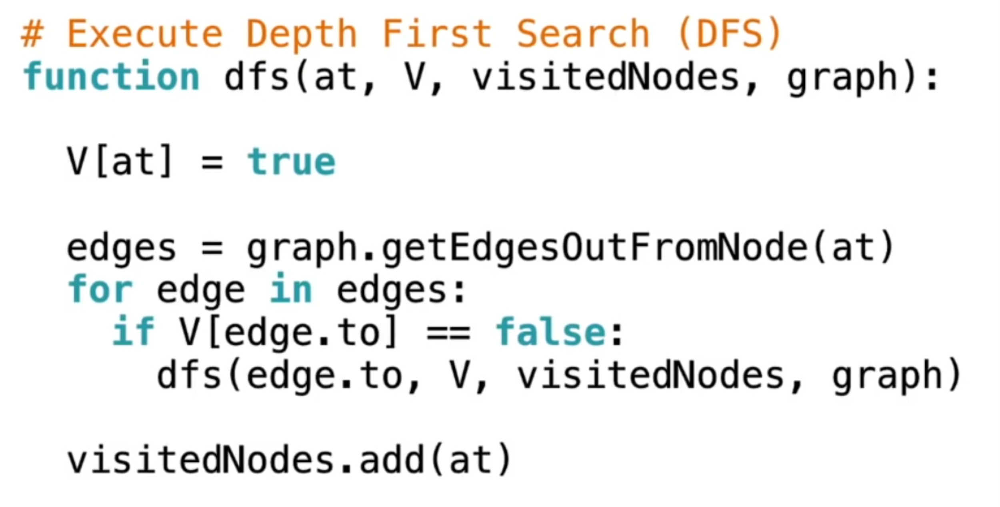 # Execute Depth First Search (DFS)
function dfs(at, V, visitedNodes, graph):
V[at] = true
edges = graph.getEdgesOutFromNode(at)
for edge in edges:
if V[edge.to] == false:
dfs(edge.to, V, visitedNodes, graph)
visitedNodes.add(at)